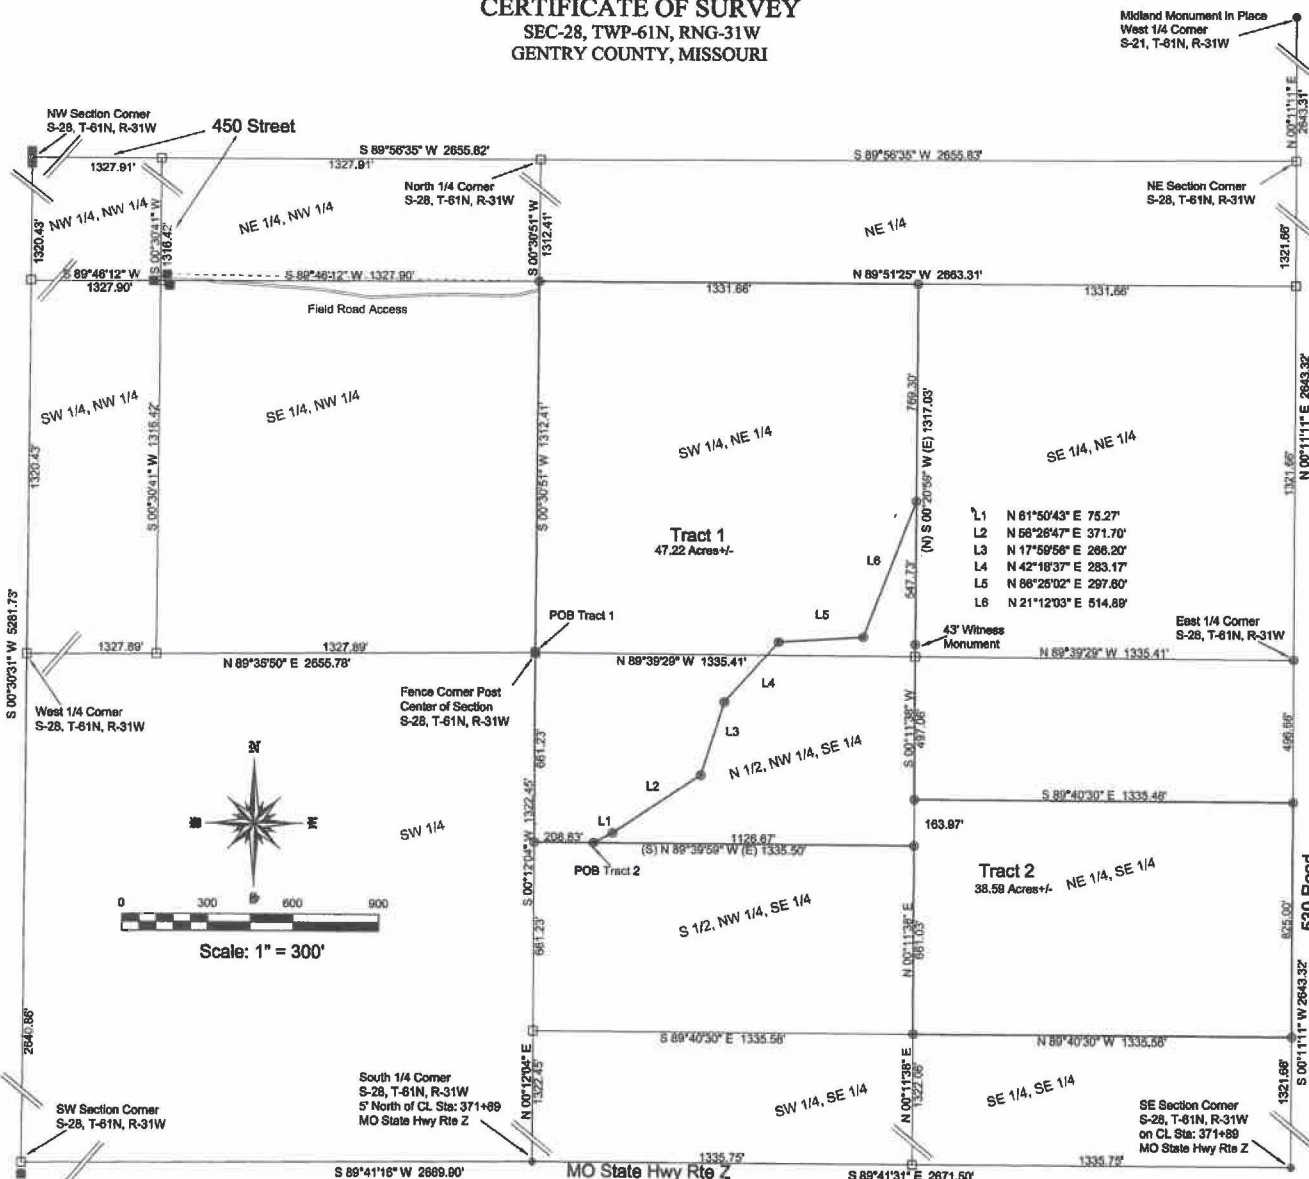 CERTIFICATE OF SURVEY
SEC-28, TWP-61N, RNG-31W
GENTRY COUNTY, MISSOURI
Midland Monument In Place
West 1/4 Corner
S-21, T-61N, R-31W
N 00°11'11" E
2643.31'
NW Section Corner
S-28, T-61N, R-31W
450 Street
S 89°56'35" W 2655.82'
1327.91'
1327.91'
S 89°56'35" W 2655.83'
North 1/4 Corner
S-28, T-61N, R-31W
NE Section Corner
S-28, T-61N, R-31W
1320.43'
NW 1/4, NW 1/4
S 00°30'41" W
1316.42'
NE 1/4, NW 1/4
S 00°30'51" W
1312.41'
NE 1/4
1321.66'
S 89°46'12" W
1327.90'
S 89°46'12" W 1327.90'
N 89°51'25" W 2663.31'
1331.66'
1331.66'
Field Road Access
SW 1/4, NW 1/4
1320.43'
S 00°30'41" W 1316.42'
SE 1/4, NW 1/4
S 00°30'51" W 1312.41'
SW 1/4, NE 1/4
769.30'
(N) S 00°20'59" W (E) 1317.03'
547.73'
SE 1/4, NE 1/4
N 00°11'11" E 2643.32'
1321.66'
Tract 1
47.22 Acres+/-
L1 N 61°50'43" E 75.27'
L2 N 56°26'47" E 371.70'
L3 N 17°59'56" E 266.20'
L4 N 42°18'37" E 283.17'
L5 N 86°25'02" E 297.60'
L6 N 21°12'03" E 514.89'
L6
L5
S 00°30'31" W 5281.73'
POB Tract 1
43' Witness
Monument
East 1/4 Corner
S-28, T-61N, R-31W
1327.89'
1327.89'
N 89°35'50" E 2655.78'
N 89°39'29" W 1335.41'
N 89°39'29" W 1335.41'
West 1/4 Corner
S-28, T-61N, R-31W
Fence Corner Post
Center of Section
S-28, T-61N, R-31W
L4
L3
661.23'
N 1/2, NW 1/4, SE 1/4
S 00°11'38" W
497.06'
496.66'
N
W
E
S
L2
S 89°40'30" E 1335.46'
SW 1/4
S 00°12'04" W 1322.45'
L1
208.83'
1126.67'
(S) N 89°39'59" W (E) 1335.50'
163.97'
POB Tract 2
Tract 2
38.59 Acres+/-
NE 1/4, SE 1/4
0 300 600 900
Scale: 1" = 300'
S 1/2, NW 1/4, SE 1/4
661.23'
N 00°11'38" E
661.03'
825.00'
530 Road
S 00°11'11" W 2643.32'
2640.86'
S 89°40'30" E 1335.56'
N 89°40'30" W 1335.56'
N 00°12'04" E
1322.45'
N 00°11'38" E
1322.06'
1321.66'
SW Section Corner
S-28, T-61N, R-31W
South 1/4 Corner
S-28, T-61N, R-31W
5' North of CL Sta: 371+89
MO State Hwy Rte Z
SW 1/4, SE 1/4
SE 1/4, SE 1/4
SE Section Corner
S-28, T-61N, R-31W
on CL Sta: 371+89
MO State Hwy Rte Z
S 89°41'16" W 2669.90'
1335.75'
MO State Hwy Rte Z
S 89°41'31" E 2671.50'
1335.75'